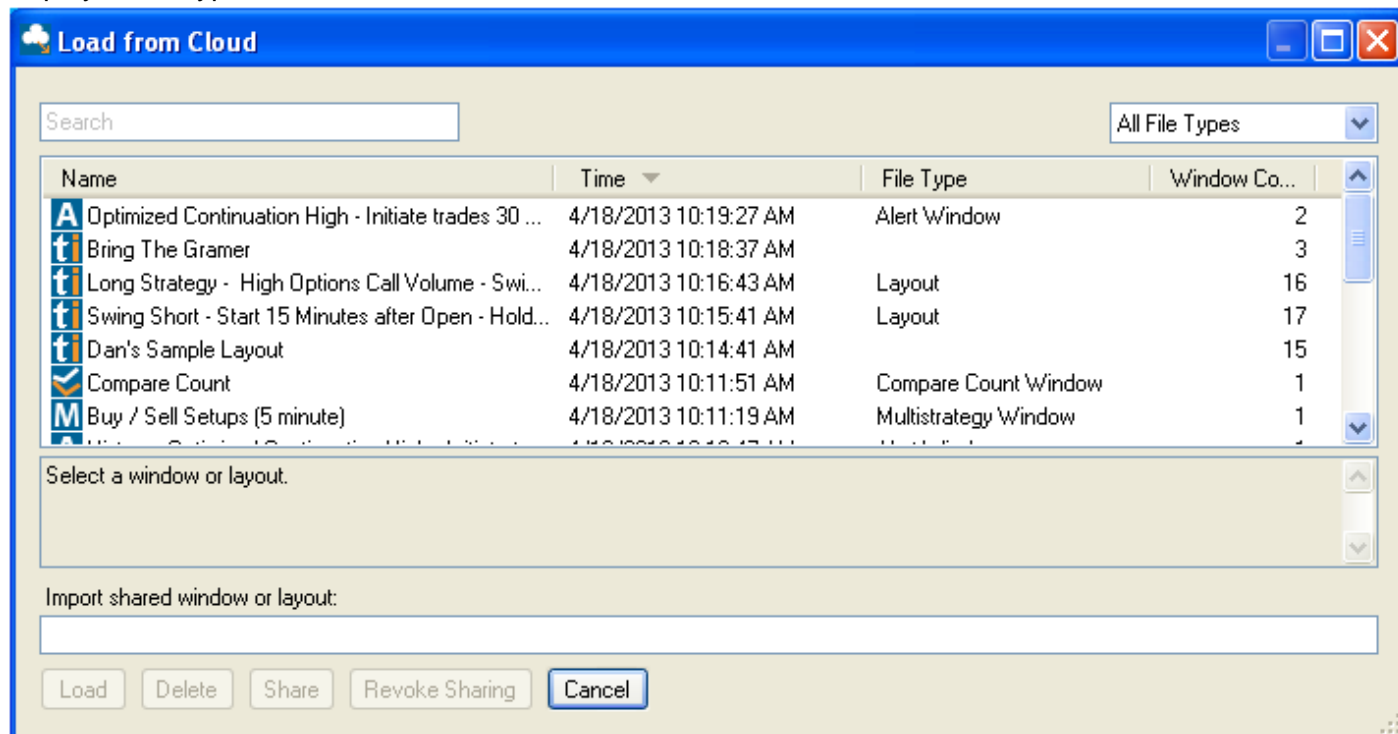 Load from Cloud
Search
All File Types
Name Time File Type Window Co...
A Optimized Continuation High - Initiate trades 30 ... 4/18/2013 10:19:27 AM Alert Window 2
ti Bring The Gramer 4/18/2013 10:18:37 AM 3
ti Long Strategy - High Options Call Volume - Swi... 4/18/2013 10:16:43 AM Layout 16
ti Swing Short - Start 15 Minutes after Open - Hold... 4/18/2013 10:15:41 AM Layout 17
ti Dan's Sample Layout 4/18/2013 10:14:41 AM 15
Compare Count 4/18/2013 10:11:51 AM Compare Count Window 1
M Buy / Sell Setups (5 minute) 4/18/2013 10:11:19 AM Multistrategy Window 1
Select a window or layout.
Import shared window or layout:
Load Delete Share Revoke Sharing Cancel